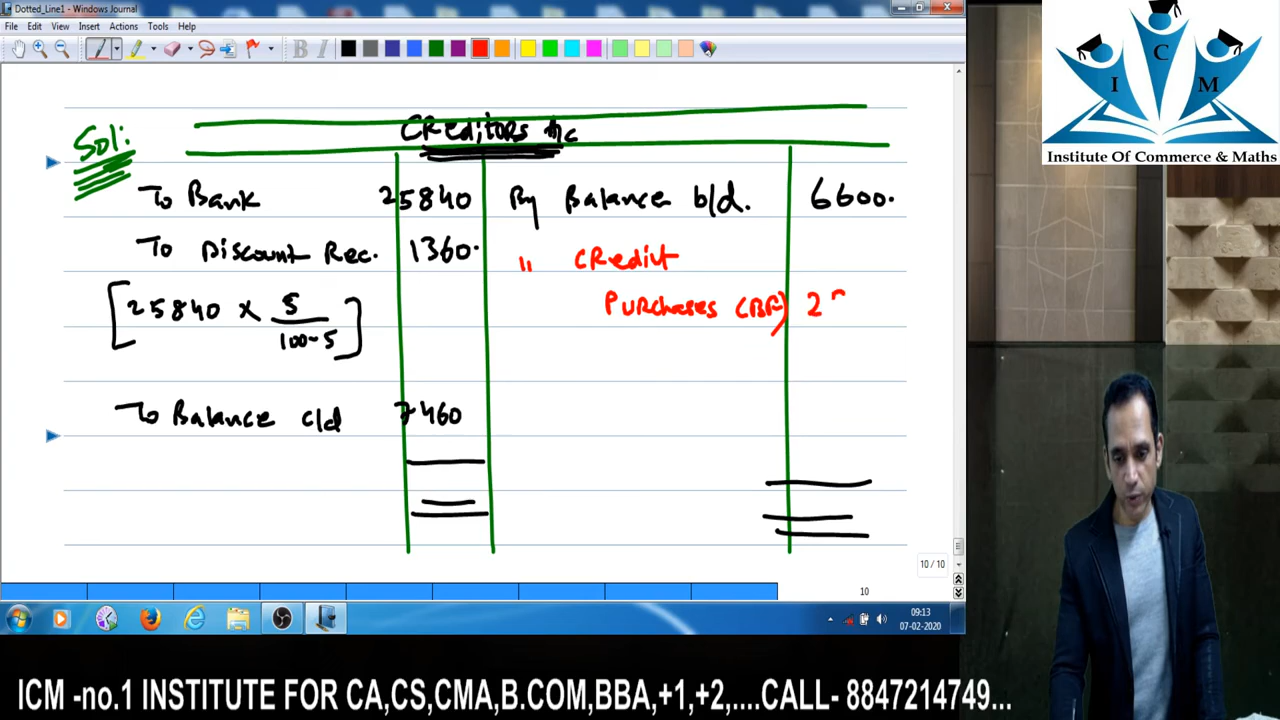 Dotted_Line1 - Windows Journal
File Edit View Insert Actions Tools Help
B I
Sol:
CReditors A/c
To Bank 25840 By Balance b/d. 6600.
To Discount Rec. 1360. " CRedit
[25840 × 5/100-5] PURchases (BF) 2
To Balance c/d 7460
10 / 10
10
09:13
07-02-2020
I C M
Institute Of Commerce & Maths
ICM -no.1 INSTITUTE FOR CA,CS,CMA,B.COM,BBA,+1,+2,....CALL- 8847214749...